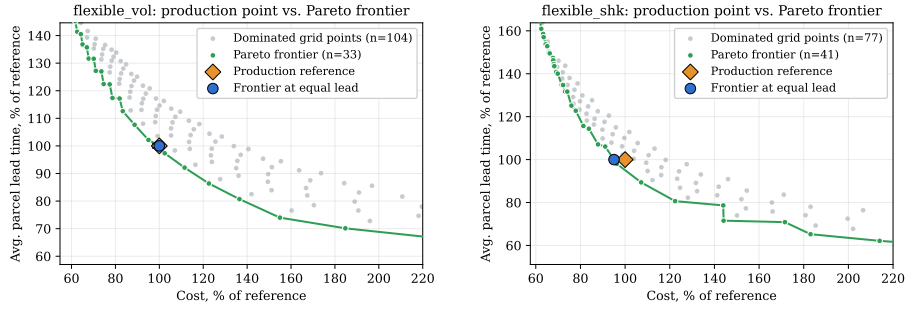 flexible_vol: production point vs. Pareto frontier
Avg. parcel lead time, % of reference
140
130
120
110
100
90
80
70
60
Dominated grid points (n=104)
Pareto frontier (n=33)
Production reference
Frontier at equal lead
60 80 100 120 140 160 180 200 220
Cost, % of reference
flexible_shk: production point vs. Pareto frontier
Avg. parcel lead time, % of reference
160
140
120
100
80
60
Dominated grid points (n=77)
Pareto frontier (n=41)
Production reference
Frontier at equal lead
60 80 100 120 140 160 180 200 220
Cost, % of reference